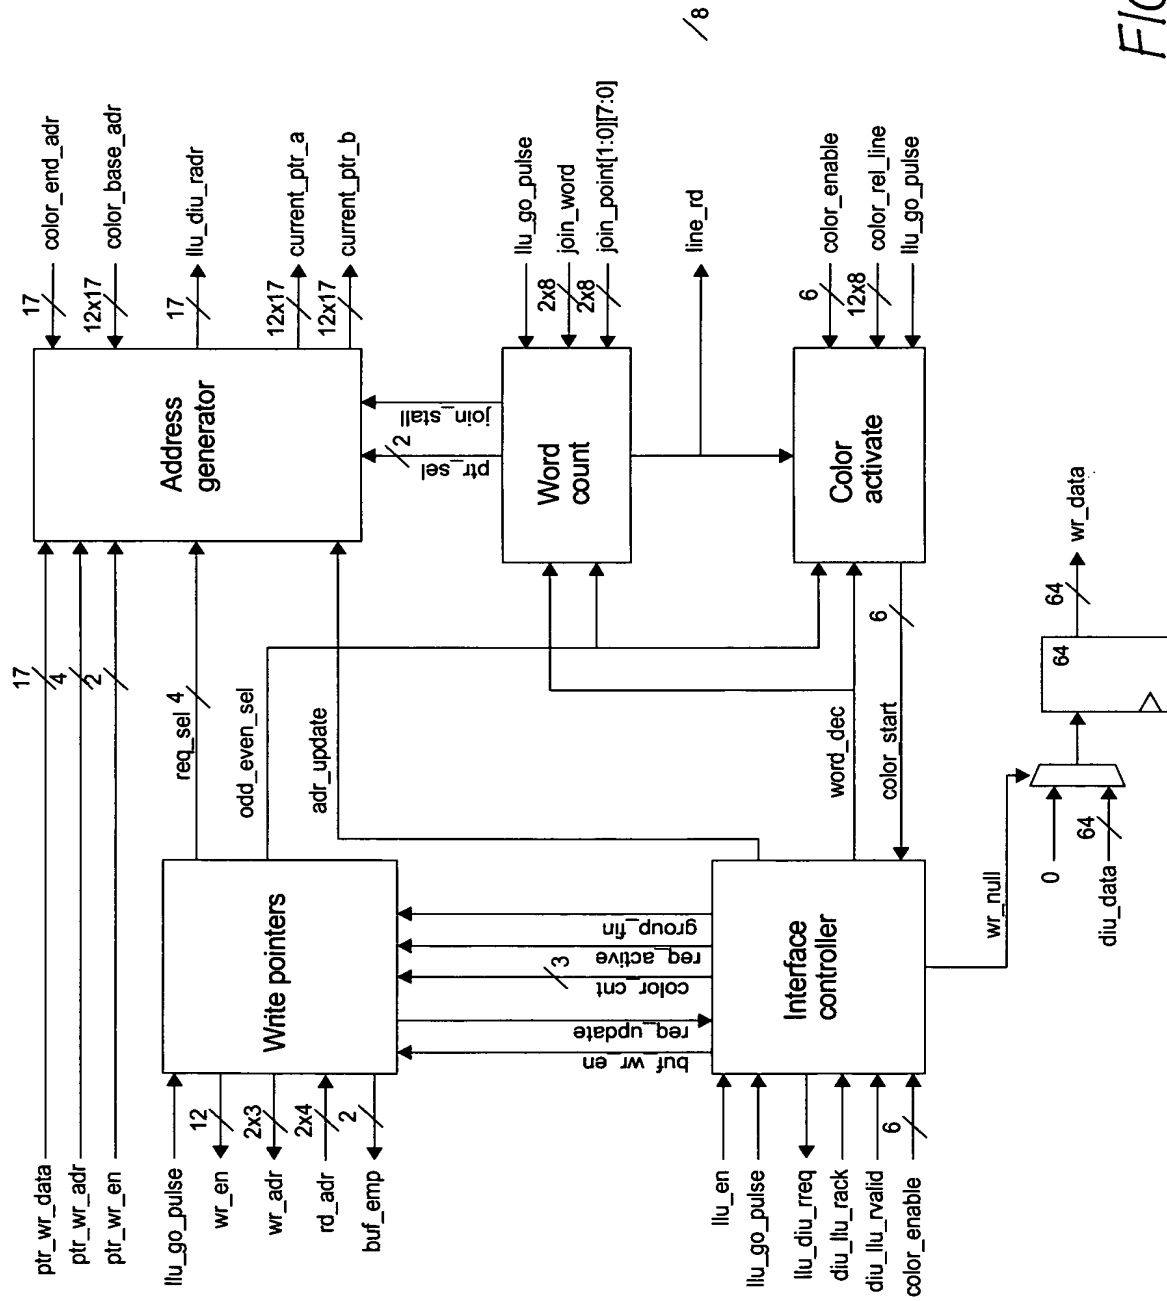 ptr_wr_data
17
ptr_wr_adr
4
ptr_wr_en
2
color_end_adr
17
color_base_adr
12x17
Address
generator
llu_diu_radr
17
current_ptr_a
12x17
current_ptr_b
12x17
req_sel
4
odd_even_sel
adr_update
join_stall
ptr_sel
2
llu_go_pulse
wr_en
12
wr_adr
2x3
rd_adr
2x4
buf_emp
2
Write pointers
Word
count
llu_go_pulse
join_word
2x8
join_point[1:0][7:0]
2x8
line_rd
group_fin
req_active
color_cnt
3
req_update
buf_wr_en
word_dec
color_start
6
Color
activate
color_enable
6
color_rel_line
12x8
llu_go_pulse
llu_en
llu_go_pulse
llu_diu_rreq
diu_llu_rack
diu_llu_rvalid
color_enable
6
Interface
controller
wr_null
0
diu_data
64
64
64
wr_data
8